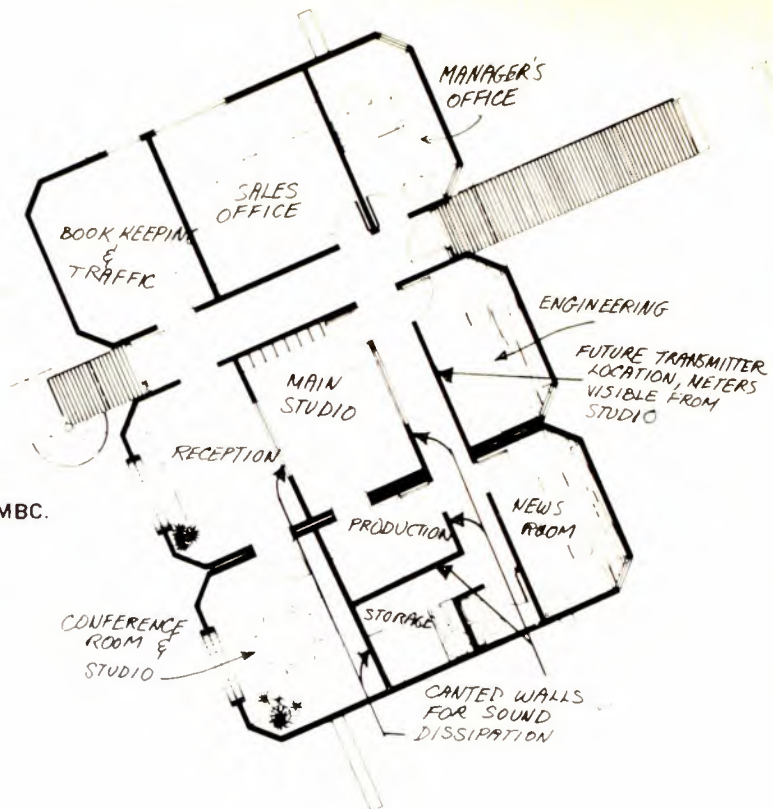 MANAGER'S
OFFICE
SALES
OFFICE
BOOK KEEPING
&
TRAFFIC
ENGINEERING
FUTURE TRANSMITTER
LOCATION, METERS
VISIBLE FROM
STUDIO
MAIN
STUDIO
RECEPTION
MBC.
PRODUCTION
NEWS
ROOM
STORAGE
CONFERENCE
ROOM &
STUDIO
CANTED WALLS
FOR SOUND
DISSIPATION